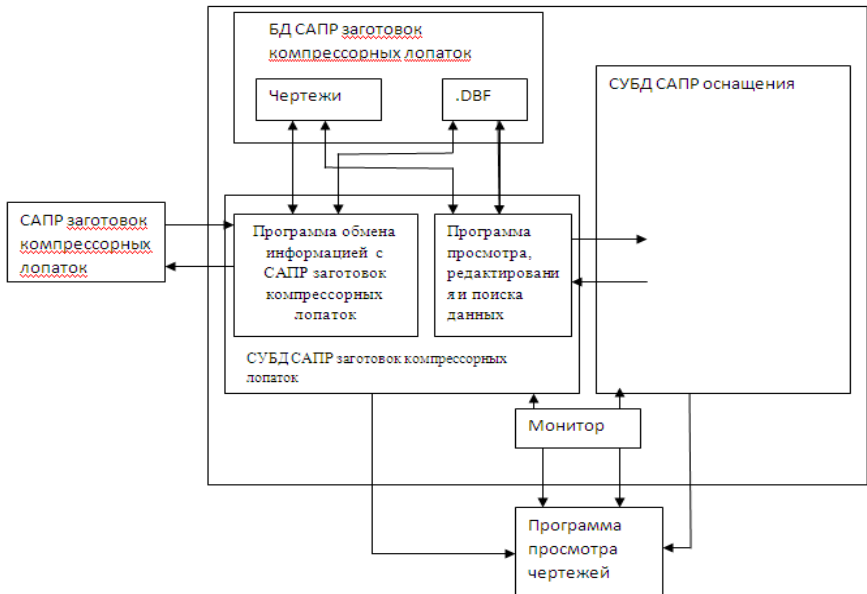 БД САПР заготовок
компрессорных лопаток
Чертежи
.DBF
СУБД САПР оснащения
САПР заготовок
компрессорных
лопаток
Программа обмена
информацией с
САПР заготовок
компрессорных
лопаток
Программа
просмотра,
редактировани
я и поиска
данных
СУБД САПР заготовок компрессорных
лопаток
Монитор
Программа
просмотра
чертежей